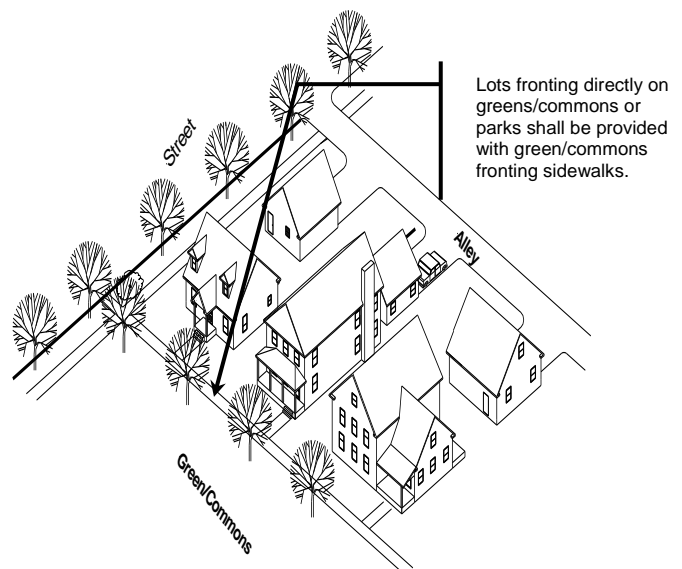 Street
Lots fronting directly on
greens/commons or
parks shall be provided
with green/commons
fronting sidewalks.
Alley
Green/Commons